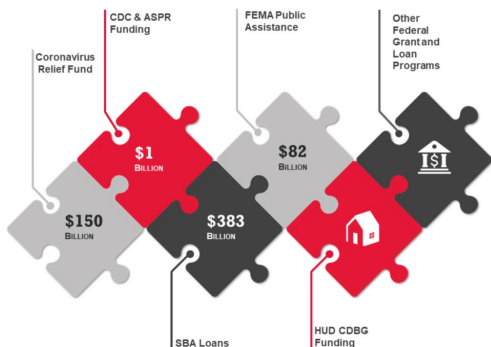 CDC & ASPR
Funding
FEMA Public
Assistance
Other
Federal
Grant and
Loan
Programs
Coronavirus
Relief Fund
$1
BILLION
$82
BILLION
$
$150
BILLION
$383
BILLION
SBA Loans
HUD CDBG
Funding